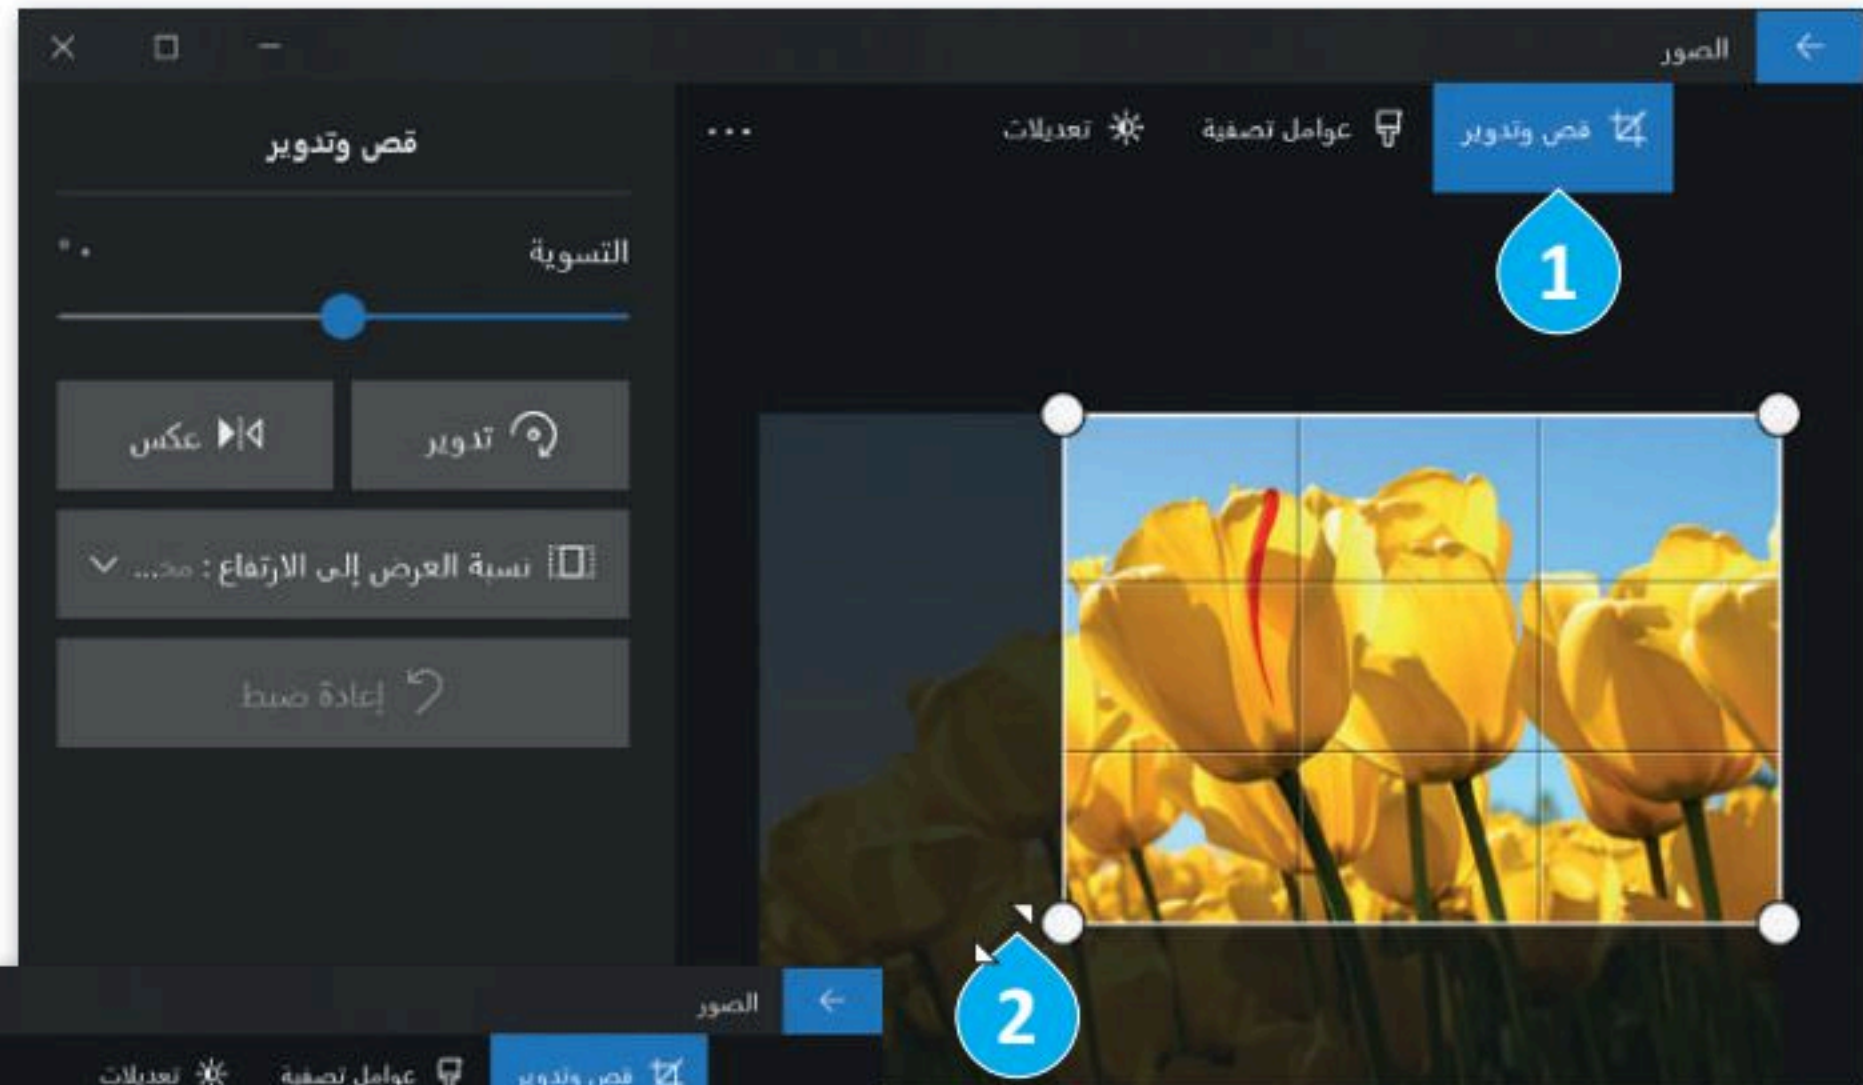 الصور
قص وتدوير
عوامل تصفية
تعديلات
...
1
قص وتدوير
التسوية
تدوير
عكس
نسبة العرض إلى الارتفاع : مخ...
إعادة ضبط
2
الصور
قص وتدوير
عوامل تصفية
تعديلات